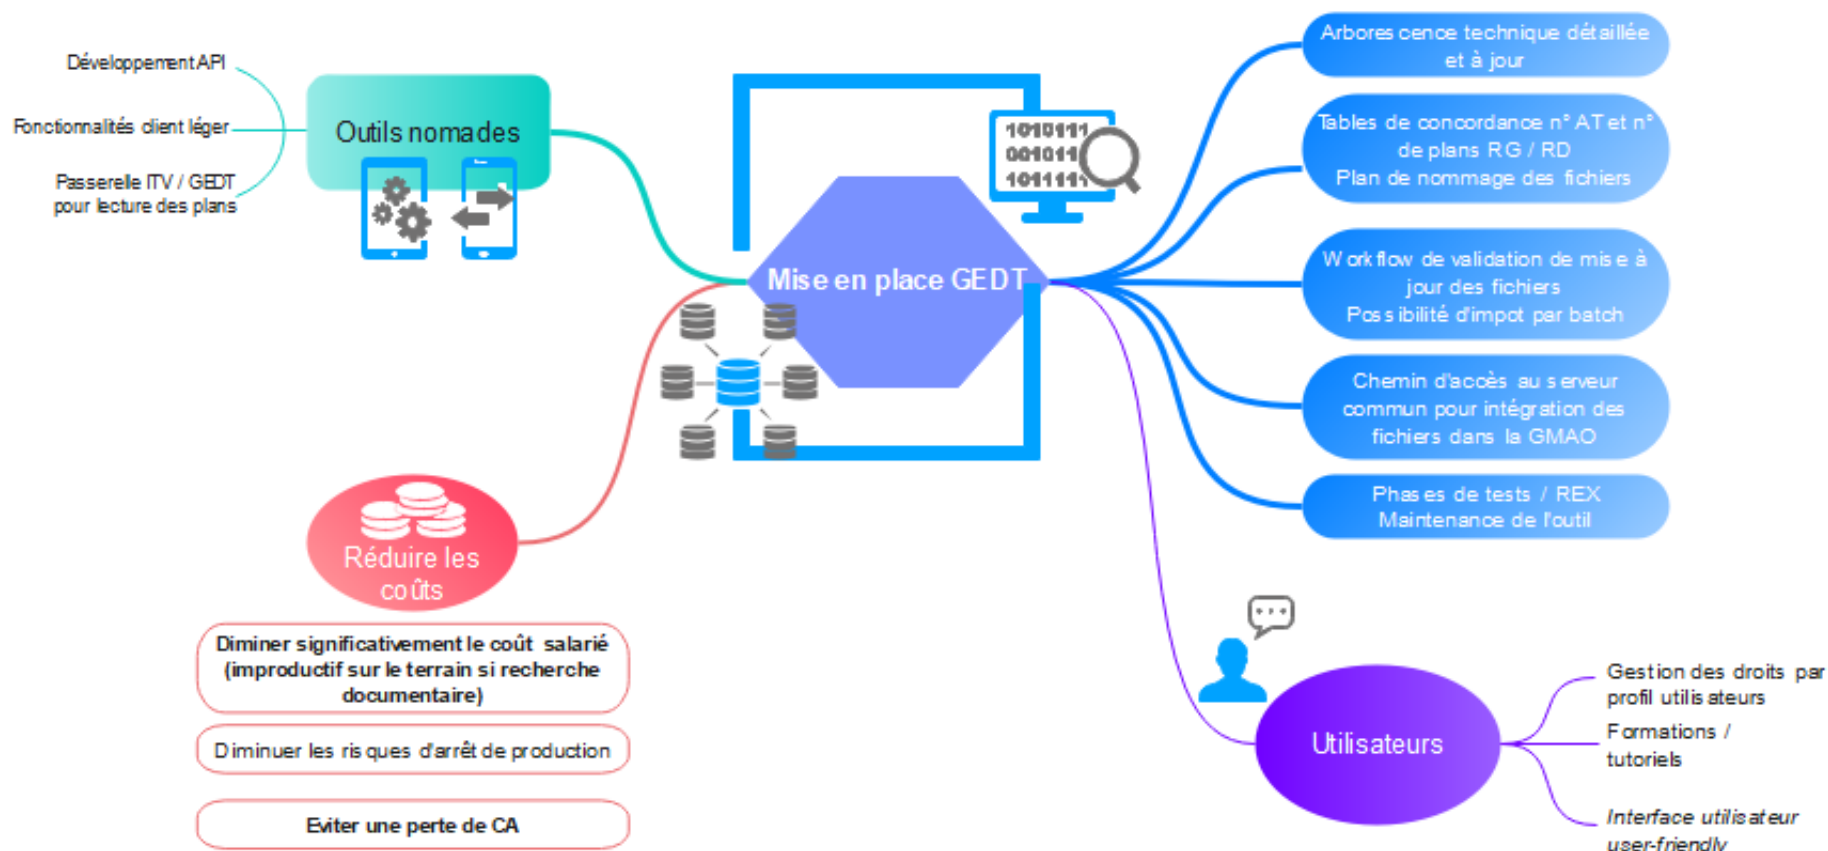 Développement API
Fonctionnalités client léger
Passerelle ITV / GEDT
pour lecture des plans
Outils nomades
Réduire les
coûts
Diminer significativement le coût salarié
(improductif sur le terrain si recherche
documentaire)
Diminuer les risques d'arrêt de production
Eviter une perte de CA
1010111
001011
1011111
Mise en place GEDT
Arborescence technique détaillée
et à jour
Tables de concordance n° AT et n°
de plans RG / RD
Plan de nommage des fichiers
Workflow de validation de mise à
jour des fichiers
Possibilité d'impot par batch
Chemin d'accès au serveur
commun pour intégration des
fichiers dans la GMAO
Phases de tests / REX
Maintenance de l'outil
Utilisateurs
Gestion des droits par
profil utilisateurs
Formations /
tutoriels
Interface utilisateur
user-friendly